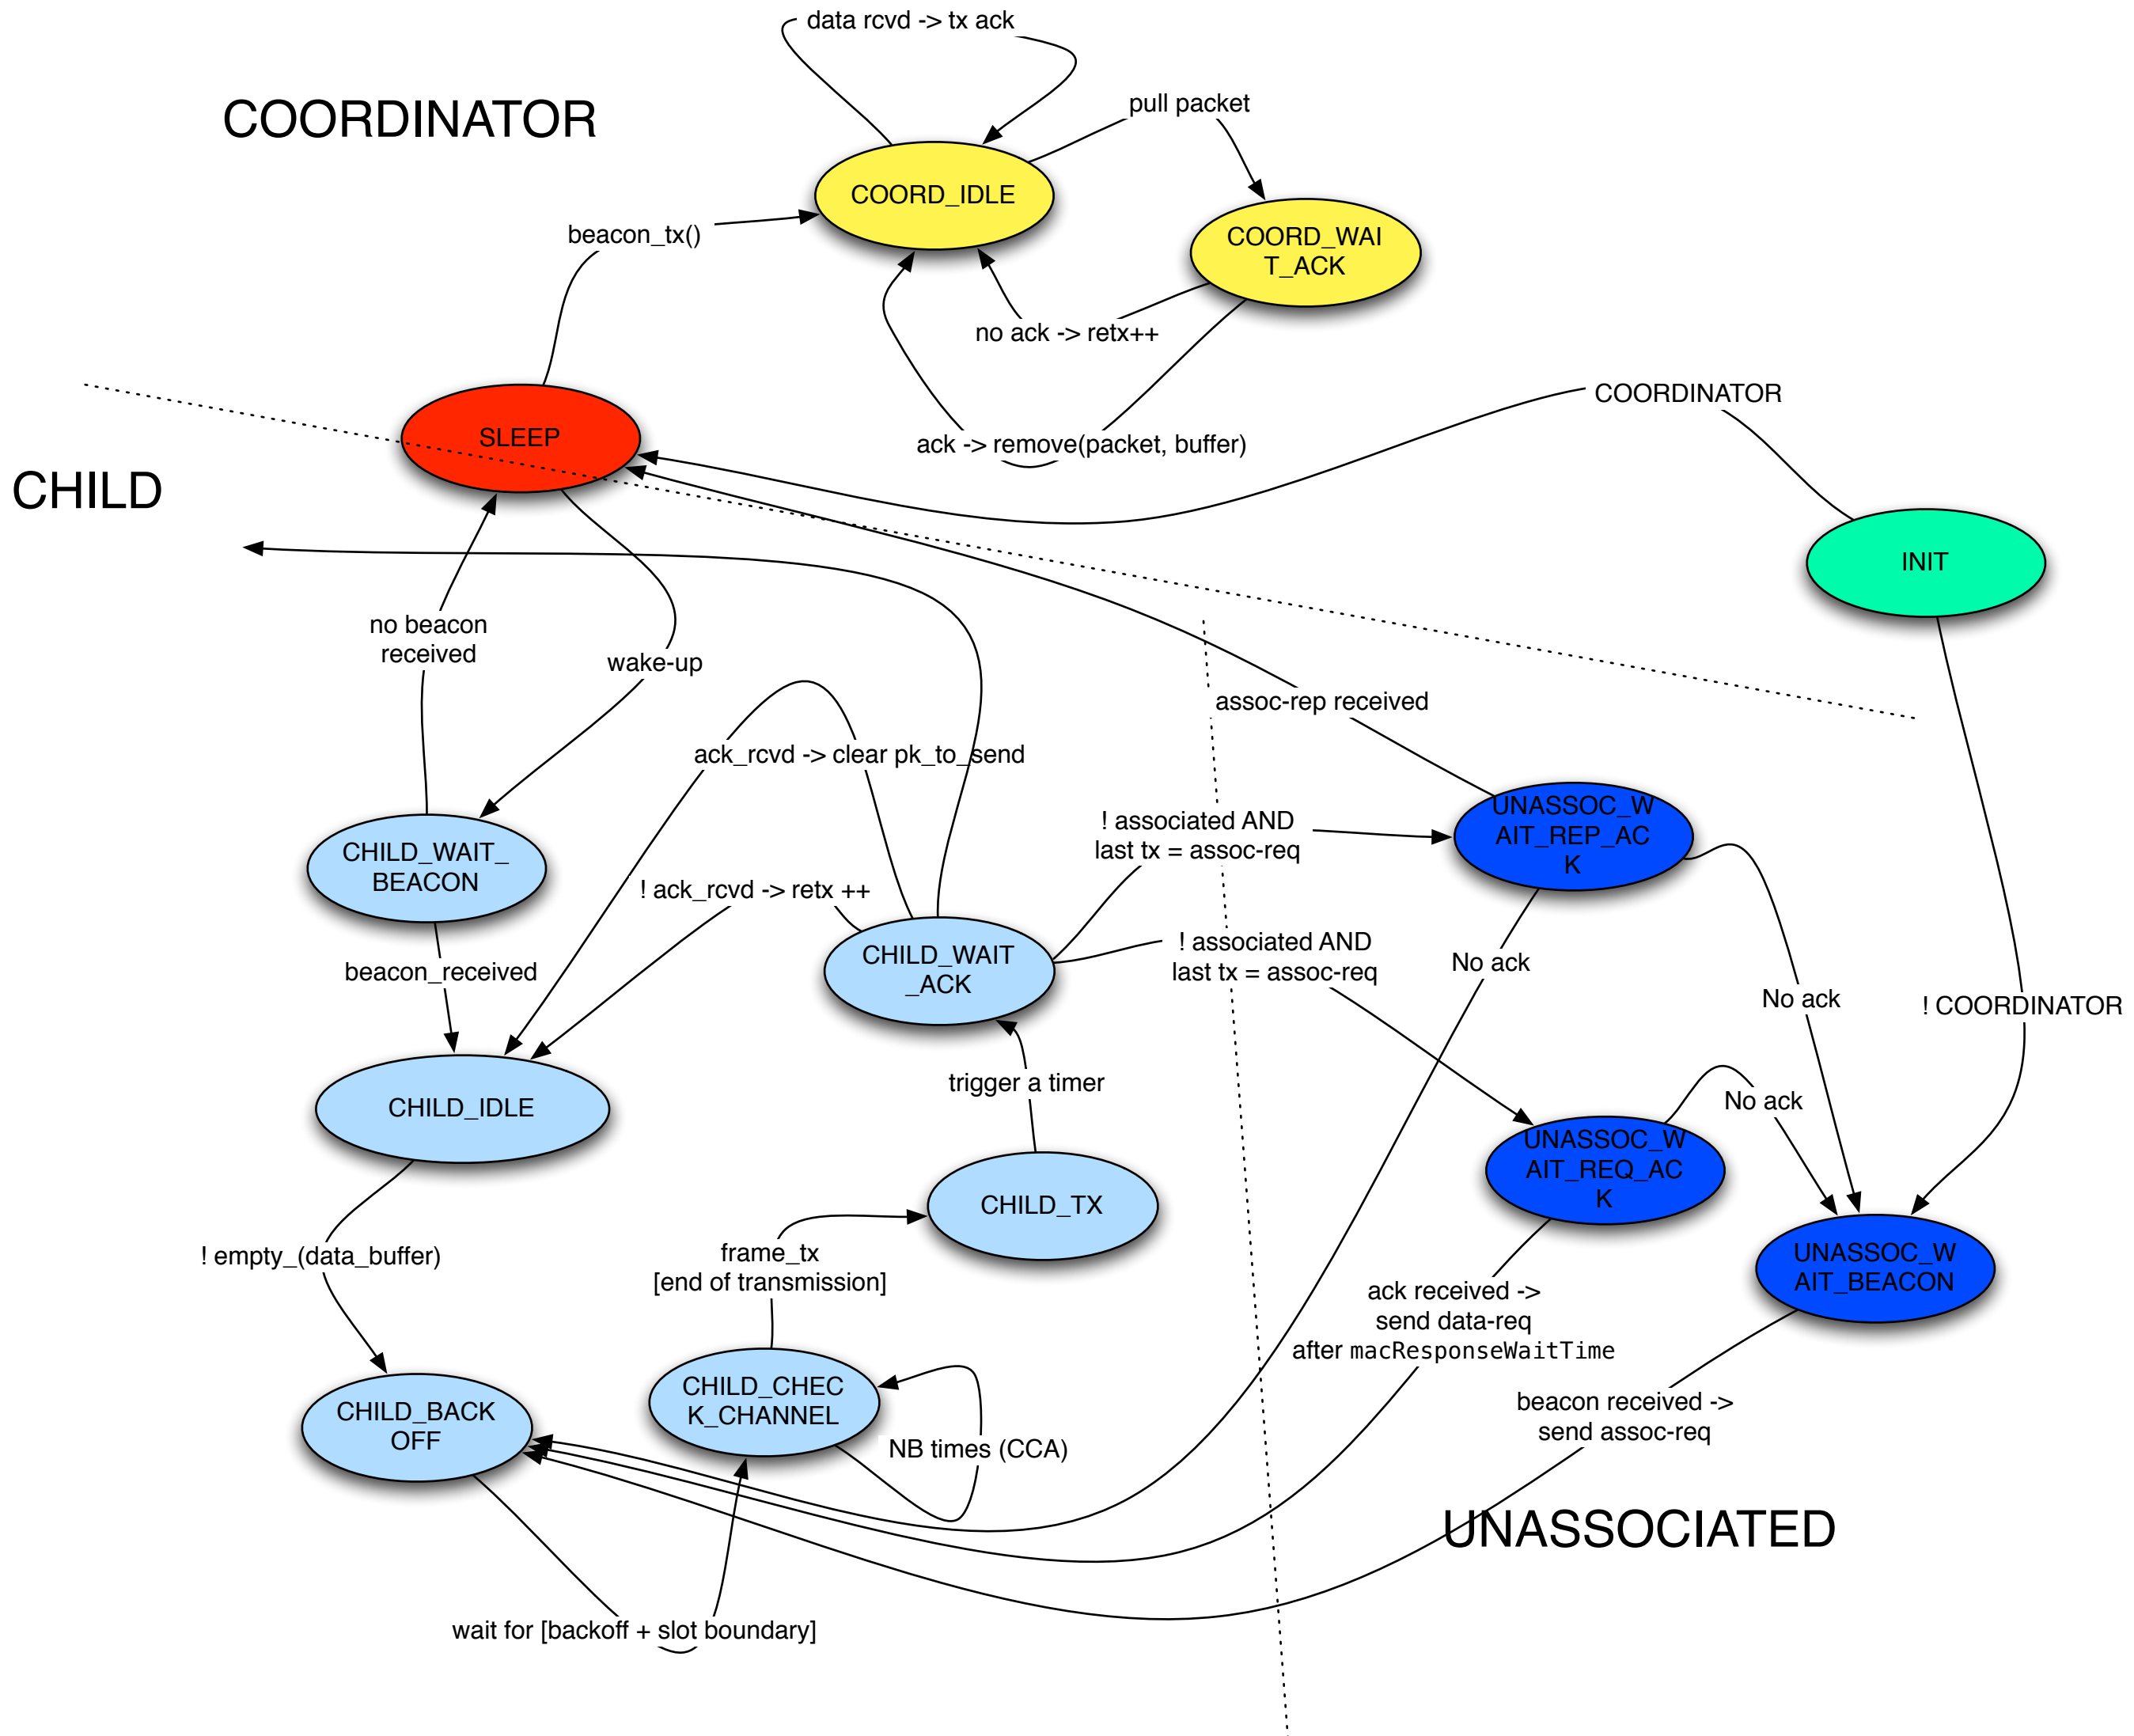 data rcvd -> tx ack
COORDINATOR
pull packet
COORD_IDLE
COORD_WAI
T_ACK
beacon_tx()
no ack -> retx++
COORDINATOR
SLEEP
ack -> remove(packet, buffer)
CHILD
INIT
no beacon
received
wake-up
assoc-rep received
ack_rcvd -> clear pk_to_send
UNASSOC_W
AIT_REP_AC
K
! associated AND
last tx = assoc-req
CHILD_WAIT_
BEACON
! ack_rcvd -> retx ++
CHILD_WAIT
_ACK
! associated AND
last tx = assoc-req
No ack
beacon_received
No ack
! COORDINATOR
trigger a timer
No ack
CHILD_IDLE
UNASSOC_W
AIT_REQ_AC
K
CHILD_TX
! empty_(data_buffer)
frame_tx
[end of transmission]
UNASSOC_W
AIT_BEACON
ack received ->
send data-req
after macResponseWaitTime
CHILD_CHEC
K_CHANNEL
CHILD_BACK
OFF
NB times (CCA)
beacon received ->
send assoc-req
UNASSOCIATED
wait for [backoff + slot boundary]